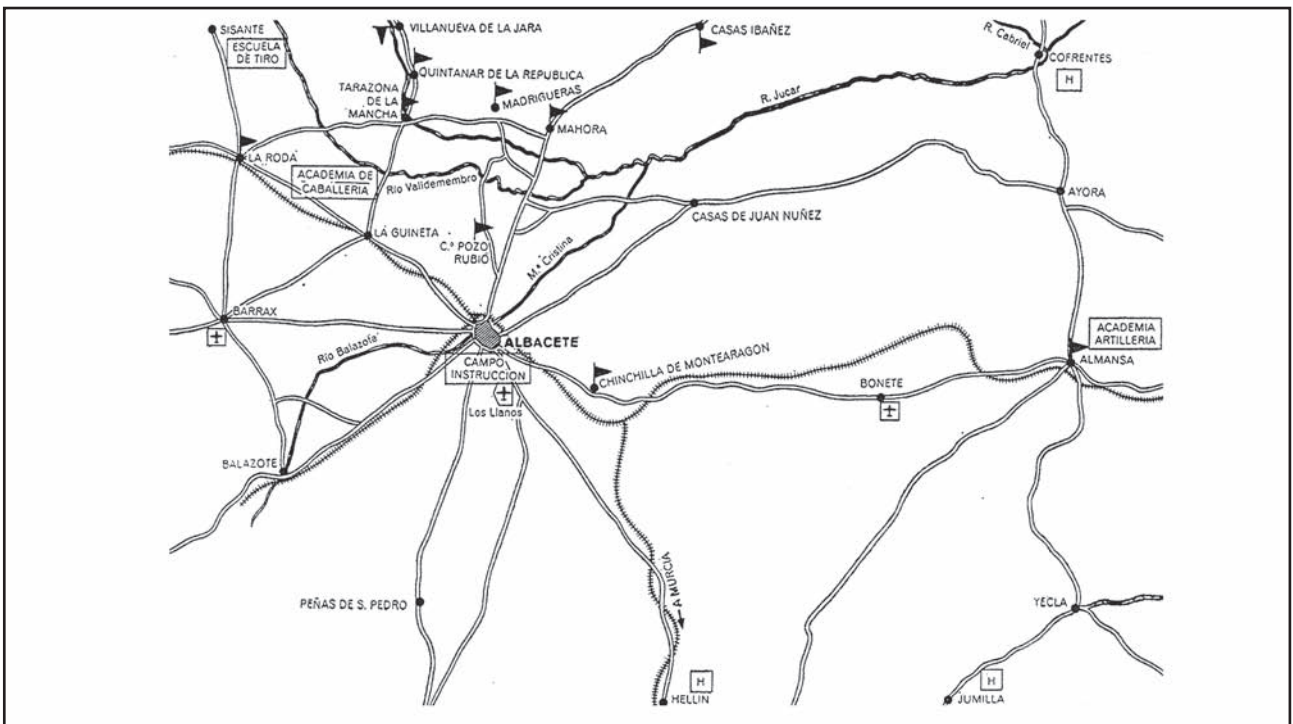 SISANTE
ESCUELA
DE TIRO
VILLANUEVA DE LA JARA
CASAS IBAÑEZ
R. Cabriel
COFRENTES
H
QUINTANAR DE LA REPUBLICA
TARAZONA
DE LA
MANCHA
MADRIGUERAS
R. Jucar
MAHORA
LA RODA
ACADEMIA DE
CABALLERIA
Rio Valldemembro
AYORA
CASAS DE JUAN NUÑEZ
LA GUINETA
C.ª POZO
RUBIO
Mª Cristina
BARRAX
Rio Balazote
ALBACETE
CAMPO
INSTRUCCION
Los Llanos
CHINCHILLA DE MONTEARAGON
BONETE
ACADEMIA
ARTILLERIA
ALMANSA
BALAZOTE
PEÑAS DE S. PEDRO
A MURCIA
YECLA
H
HELLIN
H
JUMILLA